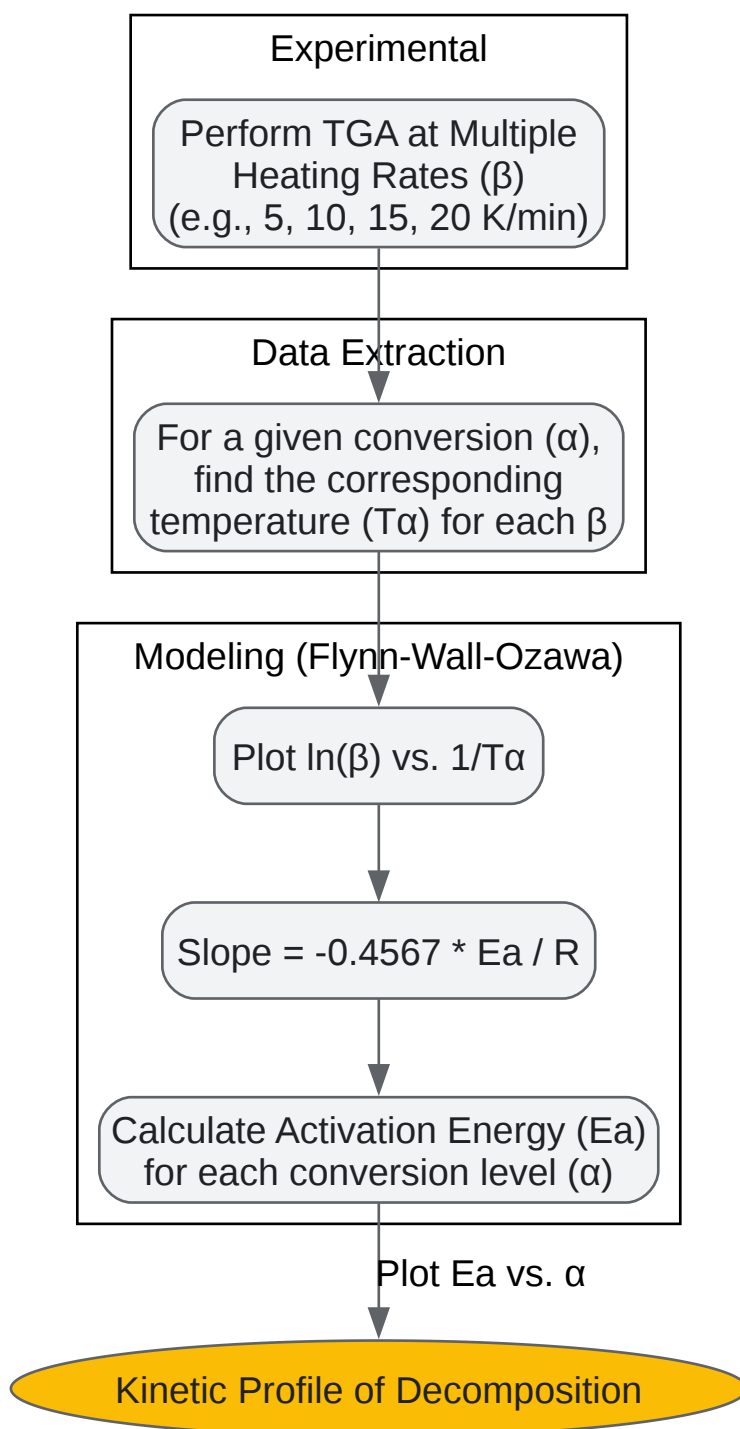 Experimental
Perform TGA at Multiple
Heating Rates (β)
(e.g., 5, 10, 15, 20 K/min)
Data Extraction
For a given conversion (α),
find the corresponding
temperature (Tα) for each β
Modeling (Flynn-Wall-Ozawa)
Plot ln(β) vs. 1/Tα
Slope = -0.4567 * Ea / R
Calculate Activation Energy (Ea)
for each conversion level (α)
Plot Ea vs. α
Kinetic Profile of Decomposition